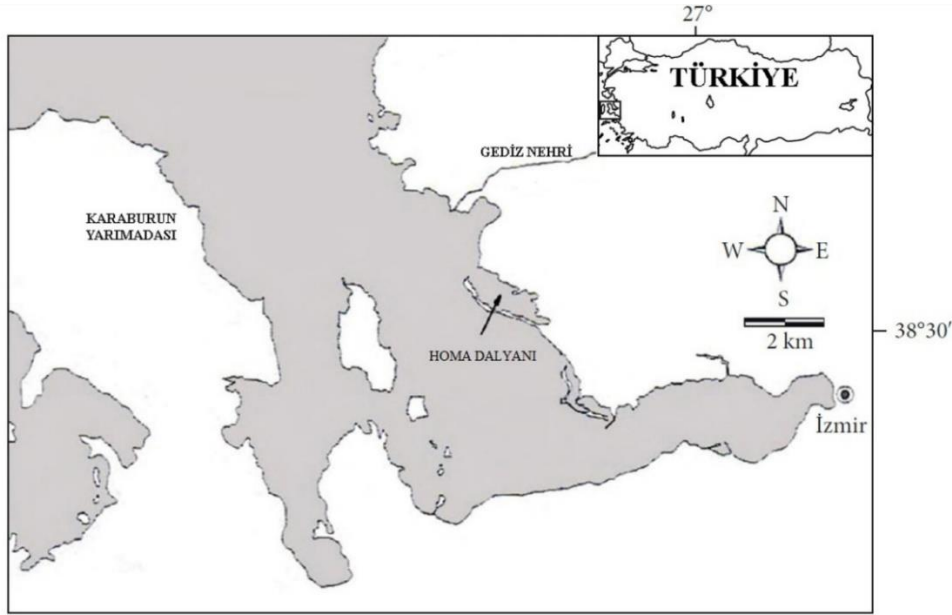 27°
TÜRKİYE
GEDİZ NEHRİ
KARABURUN
YARIMADASI
N
W E
S
2 km
38°30′
HOMA DALYANI
İzmir